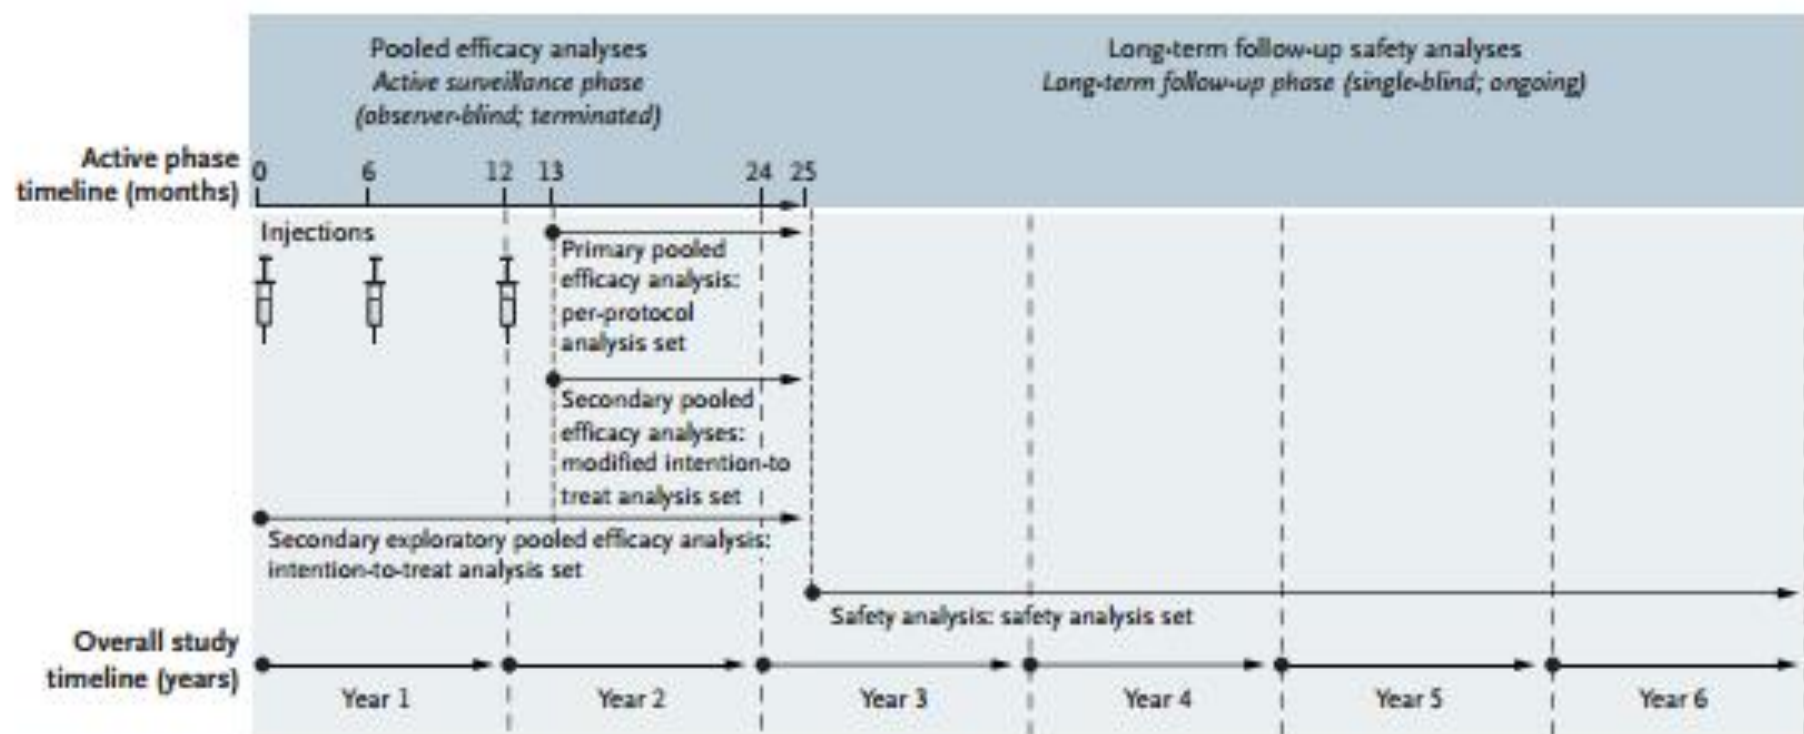 Pooled efficacy analyses
Active surveillance phase
(observer-blind; terminated)
Long-term follow-up safety analyses
Long-term follow-up phase (single-blind; ongoing)
Active phase
timeline (months)
0 6 12 13 24 25
Injections
Primary pooled
efficacy analysis:
per-protocol
analysis set
Secondary pooled
efficacy analyses:
modified intention-to
treat analysis set
Secondary exploratory pooled efficacy analysis:
intention-to-treat analysis set
Safety analysis: safety analysis set
Overall study
timeline (years)
Year 1 Year 2 Year 3 Year 4 Year 5 Year 6